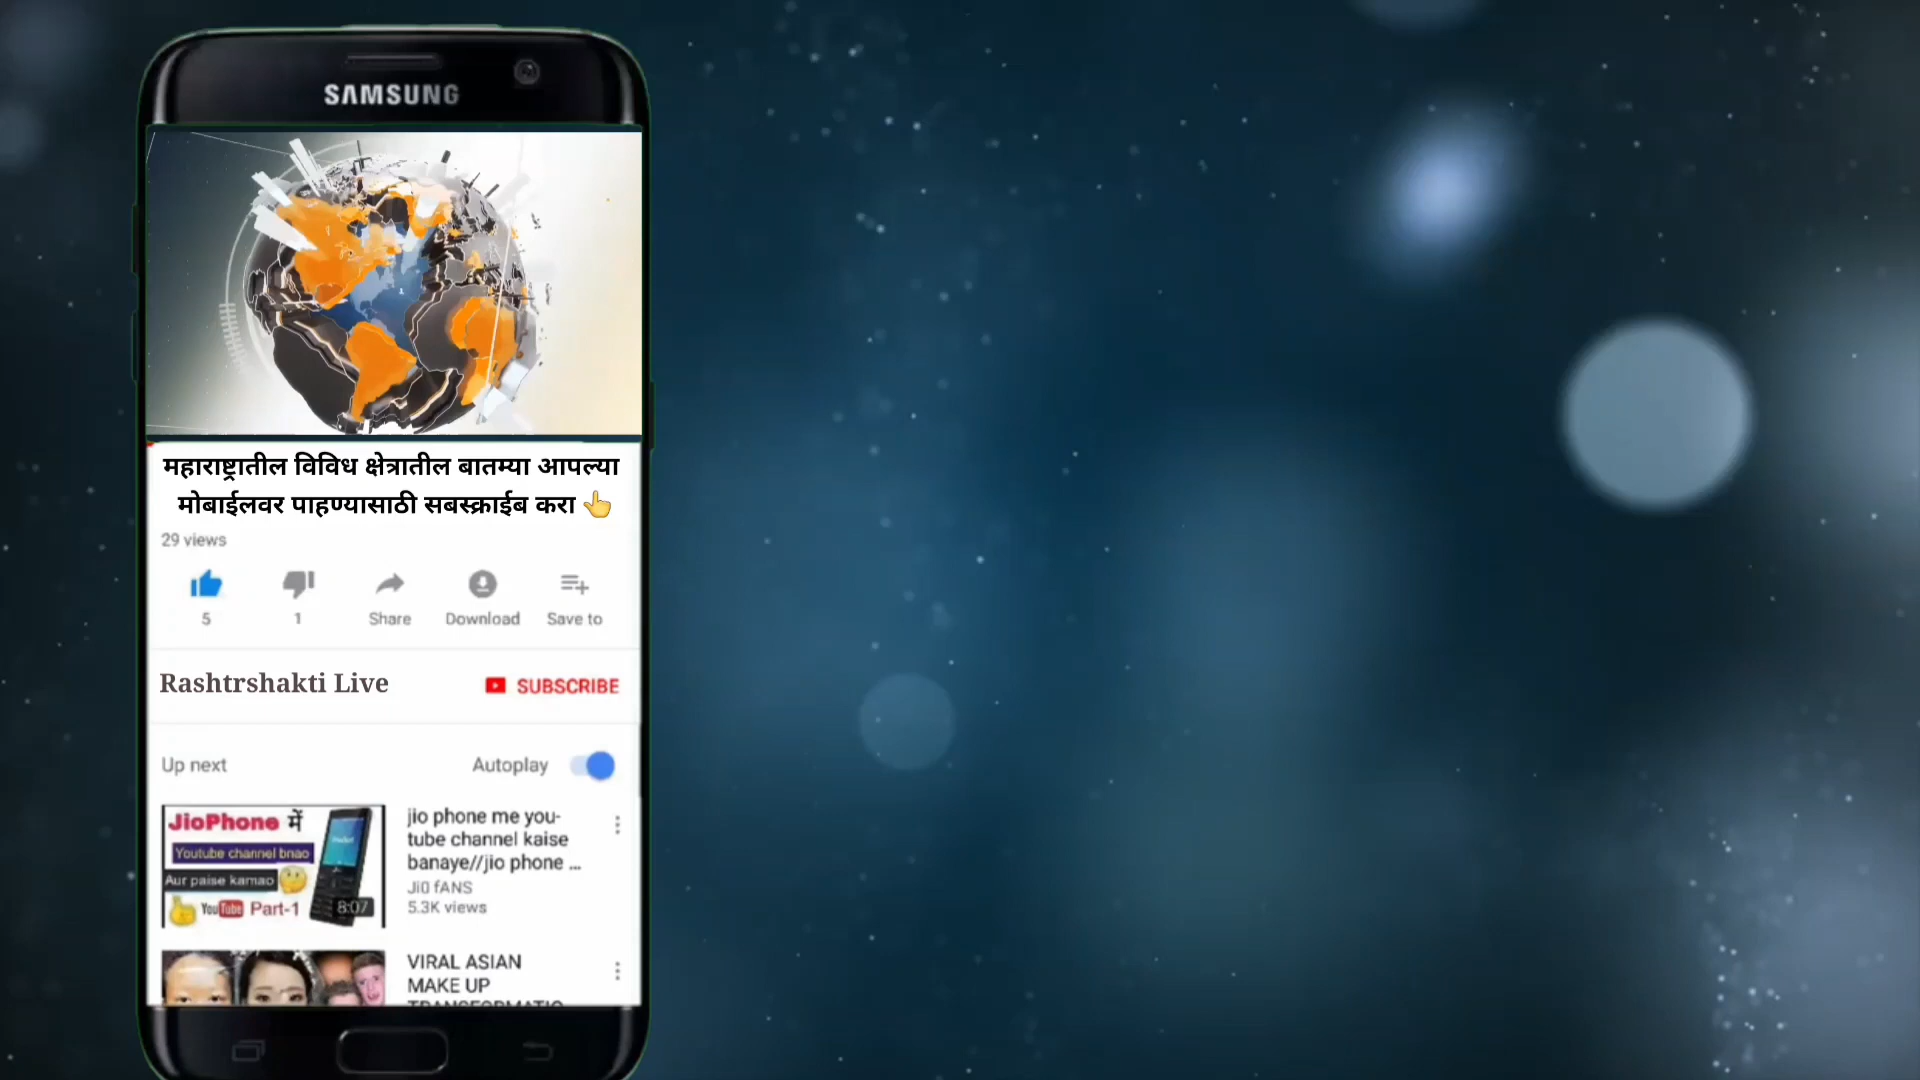 SAMSUNG
महाराष्ट्रातील विविध क्षेत्रातील बातम्या आपल्या
मोबाईलवर पाहण्यासाठी सबस्क्राईब करा 👆
29 views
5
1
Share
Download
Save to
Rashtrshakti Live
SUBSCRIBE
Up next
Autoplay
JioPhone में
Youtube channel bnao
Aur paise kamao
YouTube Part-1
8:07
jio phone me you-
tube channel kaise
banaye//jio phone ...
Ji0 fANS
5.3K views
VIRAL ASIAN
MAKE UP